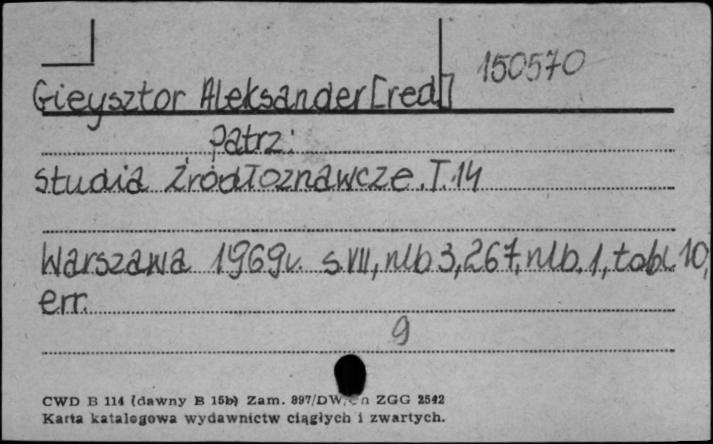 150570
Gieysztor Aleksander [red.]
Patrz:
Studia Źródłoznawcze. T. 14
Warszawa 1969r. s. VII, nlb 3, 267, nlb. 1, tabl. 10,
err.
9
CWD B 114 (dawny B 15b) Zam. 897/DW/ ZGG 2542
Karta katalogowa wydawnictw ciągłych i zwartych.